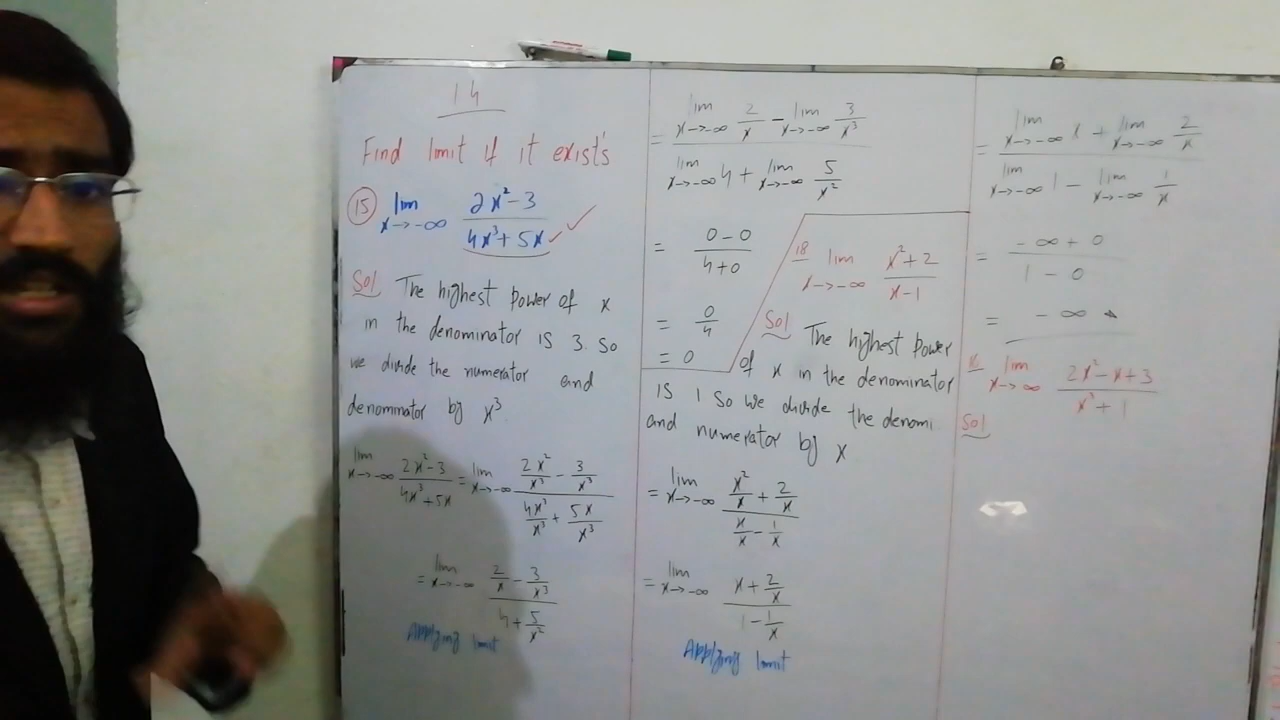 14
Find limit if it exists
15 lim x→-∞ (2x²-3)/(4x³+5x)
Sol The highest power of x
in the denominator is 3. So
we divide the numerator and
denominator by x³
lim x→-∞ (2x²-3)/(4x³+5x) = lim x→-∞ (2x²/x³ - 3/x³)/(4x³/x³ + 5x/x³)
= lim x→-∞ (2/x - 3/x³)/(4 + 5/x²)
Applying limit
= (lim x→-∞ 2/x - lim x→-∞ 3/x³)/(lim x→-∞ 4 + lim x→-∞ 5/x²)
= (0-0)/(4+0)
= 0/4
= 0
18 lim x→-∞ (x²+2)/(x-1)
Sol The highest power
of x in the denominator
is 1 So we divide the denomi
and numerator by x
= lim x→-∞ (x²/x + 2/x)/(x/x - 1/x)
= lim x→-∞ (x + 2/x)/(1 - 1/x)
Applying limit
= (lim x→-∞ x + lim x→-∞ 2/x)/(lim x→-∞ 1 - lim x→-∞ 1/x)
= (-∞+0)/(1-0)
= -∞
lim x→∞ (2x²-x+3)/(x³+1)
Sol